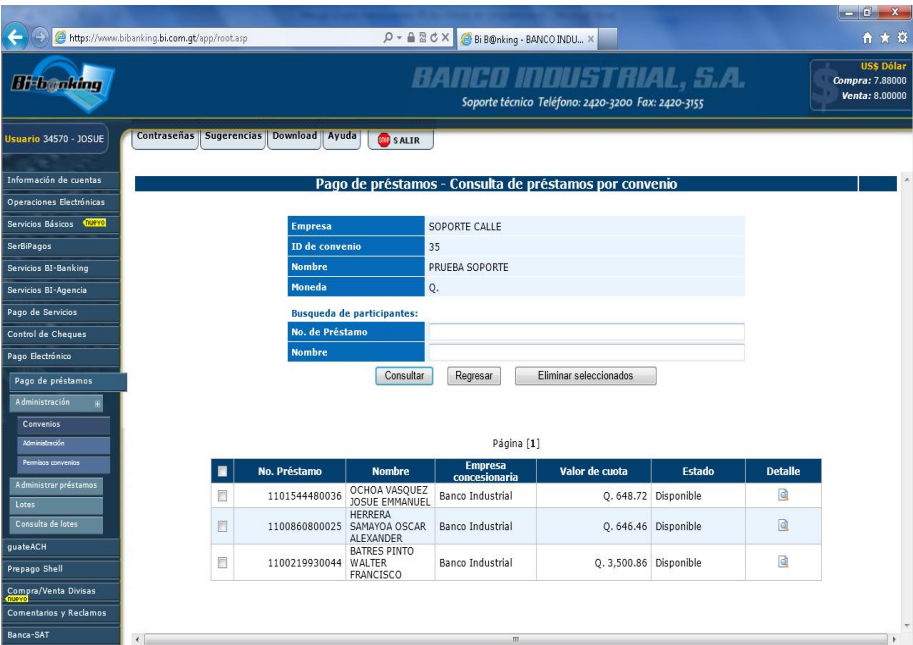 https://www.bibanking.bi.com.gt/app/root.asp
Bi B@nking - BANCO INDU...
Bi-b@nking
BANCO INDUSTRIAL, S.A.
Soporte técnico Teléfono: 2420-3200 Fax: 2420-3155
US$ Dólar
Compra: 7.88000
Venta: 8.00000
Usuario 34570 - JOSUE
Contraseñas Sugerencias Download Ayuda STOP SALIR
Información de cuentas
Operaciones Electrónicas
Servicios Básicos nuevo
SerBiPagos
Servicios BI-Banking
Servicios BI-Agencia
Pago de Servicios
Control de Cheques
Pago Electrónico
Pago de préstamos
Administración
Convenios
Administración
Permisos convenios
Administrar préstamos
Lotes
Consulta de lotes
guateACH
Prepago Shell
Compra/Venta Divisas
nuevo
Comentarios y Reclamos
Banca-SAT
Pago de préstamos - Consulta de préstamos por convenio
Empresa SOPORTE CALLE
ID de convenio 35
Nombre PRUEBA SOPORTE
Moneda Q.
Busqueda de participantes:
No. de Préstamo
Nombre
Consultar Regresar Eliminar seleccionados
Página [1]
No. Préstamo Nombre Empresa concesionaria Valor de cuota Estado Detalle
1101544480036 OCHOA VASQUEZ JOSUE EMMANUEL Banco Industrial Q. 648.72 Disponible
1100860800025 HERRERA SAMAYOA OSCAR ALEXANDER Banco Industrial Q. 646.46 Disponible
1100219930044 BATRES PINTO WALTER FRANCISCO Banco Industrial Q. 3,500.86 Disponible